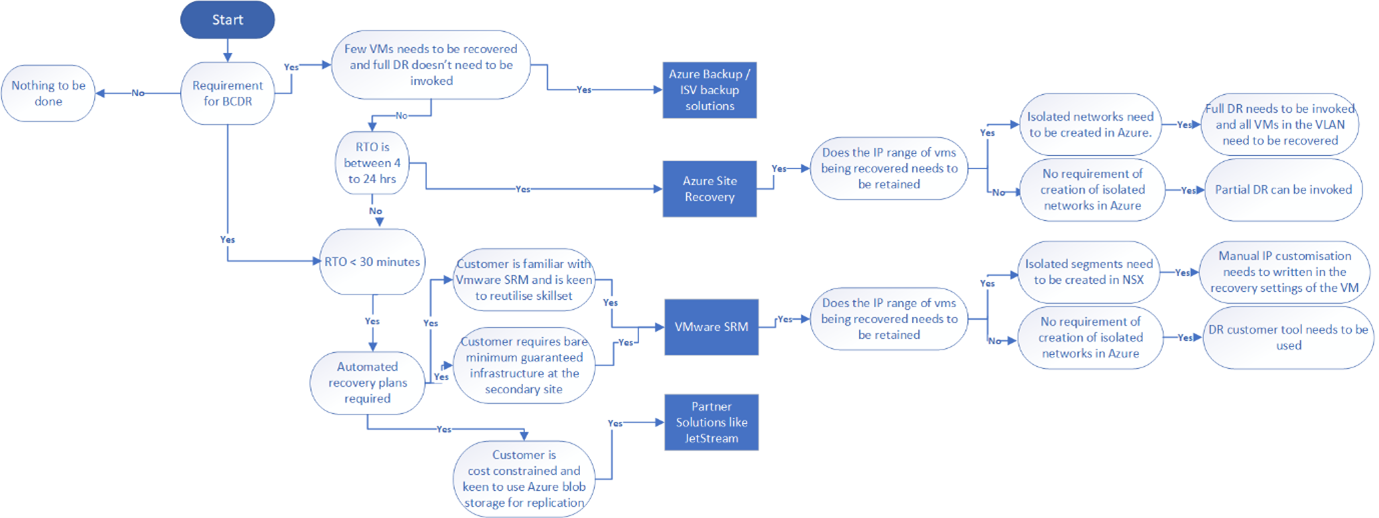 Start
Yes
Few VMs needs to be recovered
and full DR doesn't need to be
invoked
Yes
Azure Backup /
ISV backup
solutions
Nothing to be
done
No
Requirement
for BCDR
No
RTO is
between 4
to 24 hrs
Yes
Azure Site
Recovery
Yes
Does the IP range of vms
being recovered needs to
be retained
Yes
Isolated networks need
to be created in Azure.
Yes
Full DR needs to be invoked
and all VMs in the VLAN
need to be recovered
No
No requirement of
creation of isolated
networks in Azure
Yes
Partial DR can be invoked
No
Yes
RTO < 30 minutes
Yes
Customer is familiar with
Vmware SRM and is keen
to reutilise skillset
Yes
Yes
Customer requires bare
minimum guaranteed
infrastructure at the
secondary site
Yes
Yes
VMware SRM
Yes
Does the IP range of vms
being recovered needs to
be retained
Yes
Isolated segments need
to be created in NSX
Yes
Manual IP customisation
needs to written in the
recovery settings of the VM
No
No requirement of
creation of isolated
networks in Azure
Yes
DR customer tool needs to be
used
Automated
recovery plans
required
Yes
Customer is
cost constrained and
keen to use Azure blob
storage for replication
Yes
Partner
Solutions like
JetStream